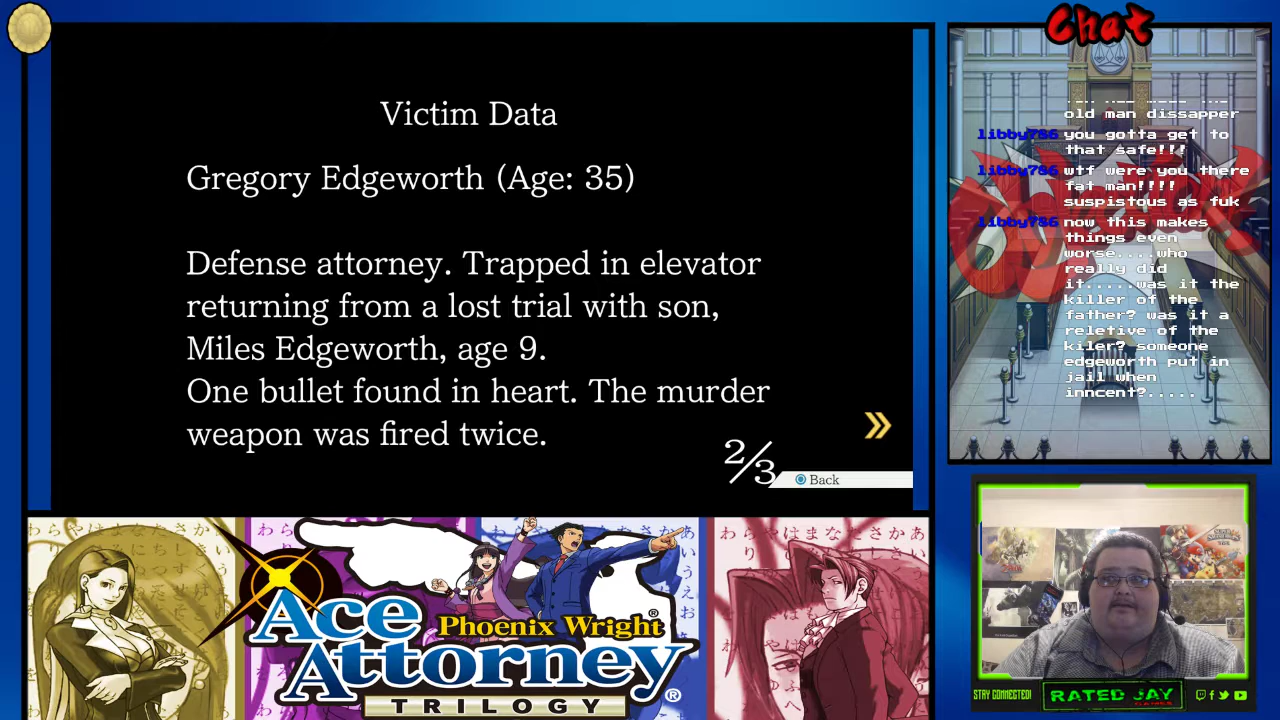 Victim Data
Gregory Edgeworth (Age: 35)
Defense attorney. Trapped in elevator
returning from a lost trial with son,
Miles Edgeworth, age 9.
One bullet found in heart. The murder
weapon was fired twice.
2/3
Back
Chat
old man dissapper
libby786 you gotta get to
that safe!!!
libby786 wtf were you there
fat man!!!!
suspistous as fuk
libby786 now this makes
things even
worse....who
really did
it.....was it the
killer of the
father? was it a
reletive of the
kiler? someone
edgeworth put in
jail when
inncent?.....
Phoenix Wright®
Ace
Attorney®
TRILOGY
STAY CONNECTED!
RATED JAY
GAMES